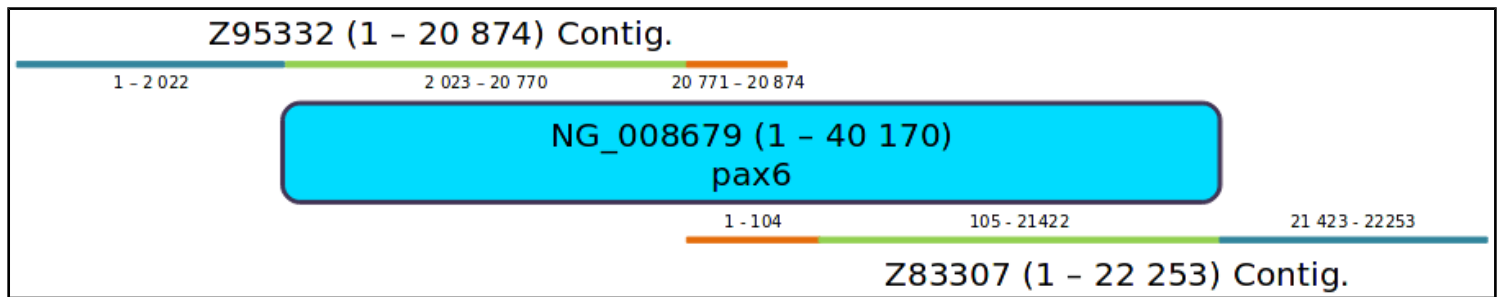 Z95332 (1 – 20 874) Contig.
1 – 2 022
2 023 – 20 770
20 771 – 20 874
NG_008679 (1 – 40 170)
pax6
1 - 104
105 - 21422
21 423 - 22253
Z83307 (1 – 22 253) Contig.